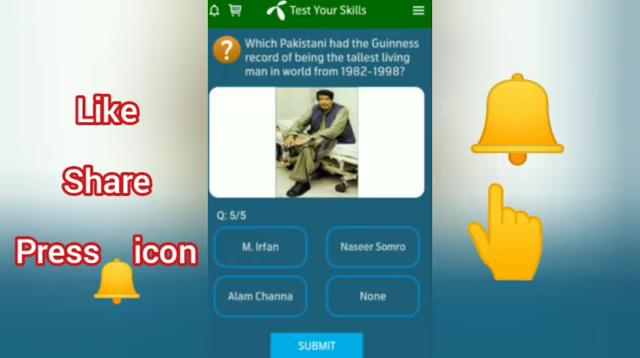 Test Your Skills
Which Pakistani had the Guinness
record of being the tallest living
man in world from 1982-1998?
Like
Share
Press icon
Q: 5/5
M. Irfan
Naseer Somro
Alam Channa
None
SUBMIT